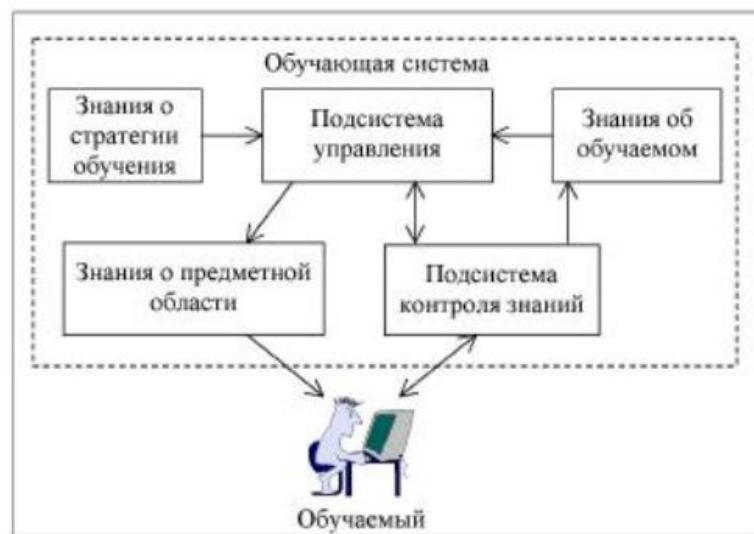 Обучающая система
Знания о
стратегии
обучения
Подсистема
управления
Знания об
обучаемом
Знания о предметной
области
Подсистема
контроля знаний
Обучаемый